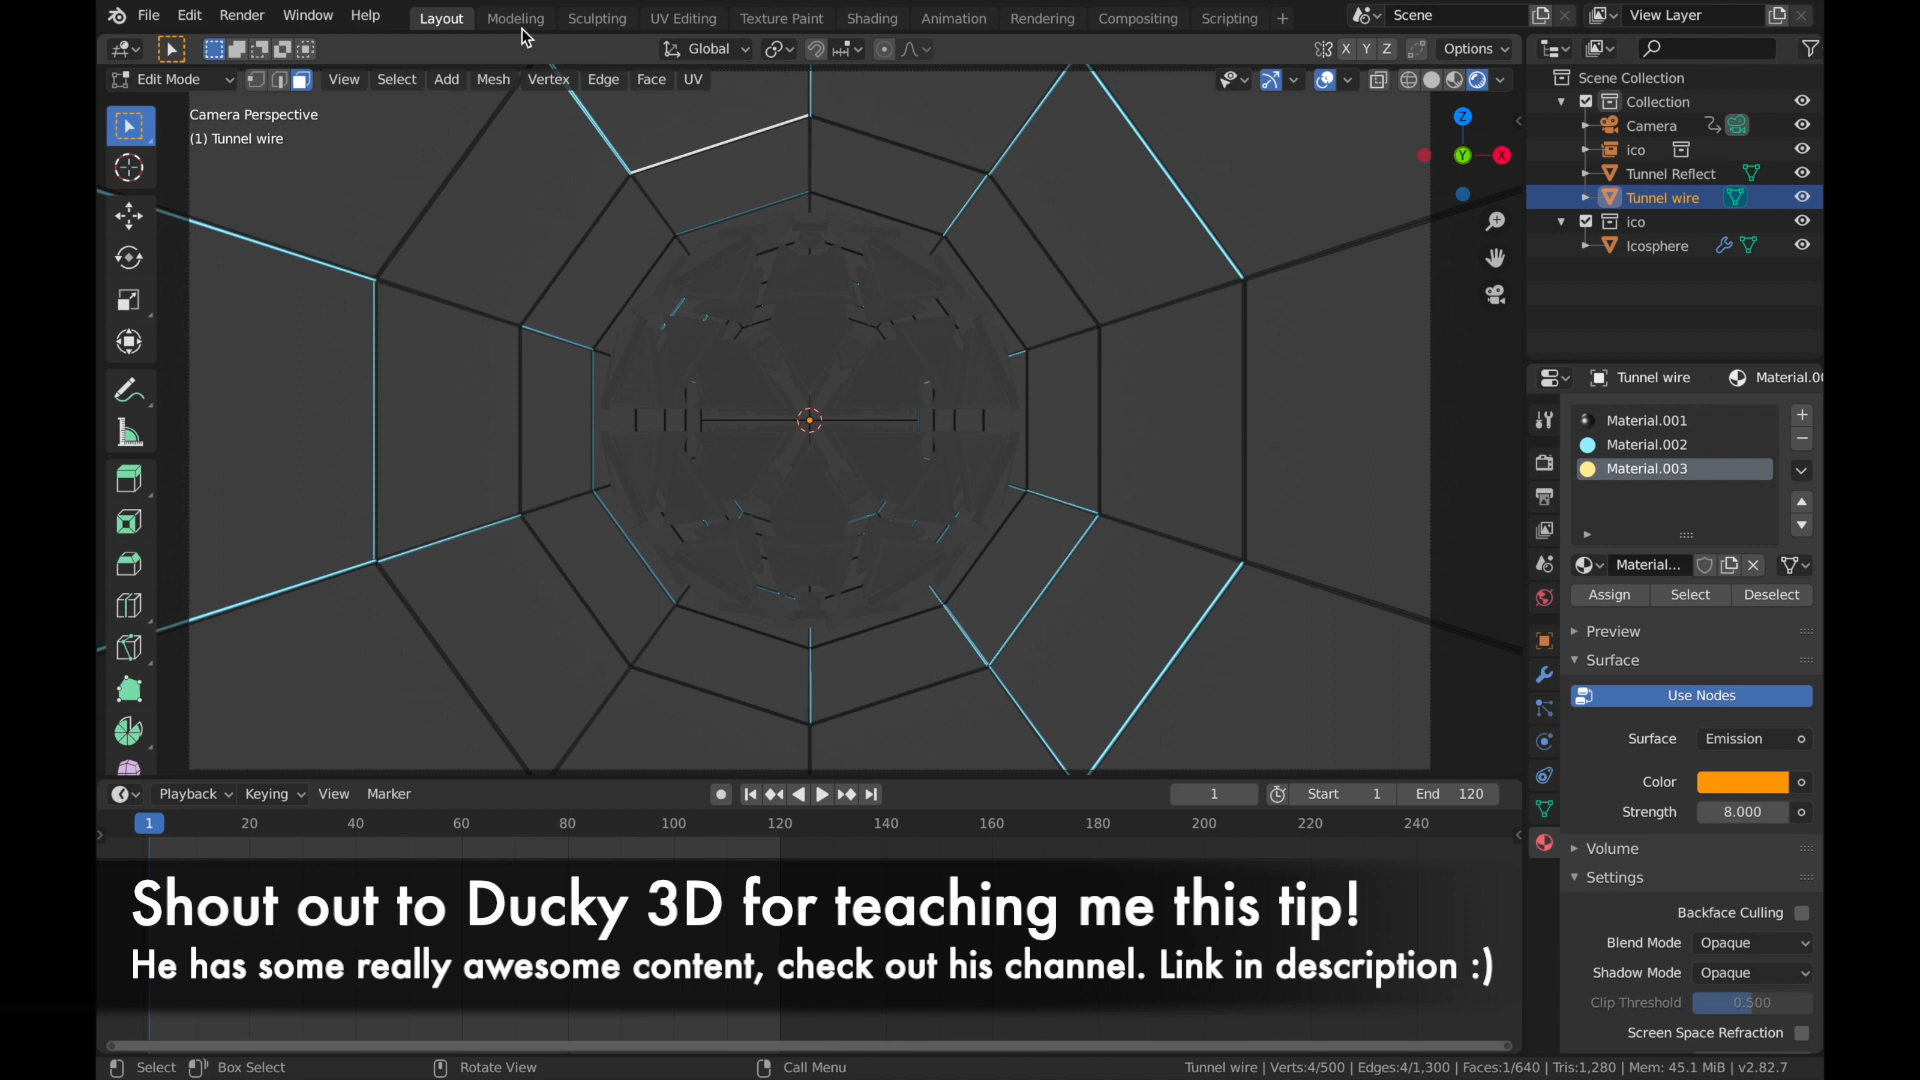 File Edit Render Window Help Layout Modeling Sculpting UV Editing Texture Paint Shading Animation Rendering Compositing Scripting + Scene View Layer
Global X Y Z Options
Edit Mode View Select Add Mesh Vertex Edge Face UV
Camera Perspective
(1) Tunnel wire
Z
Y
X
Scene Collection
Collection
Camera
ico
Tunnel Reflect
Tunnel wire
ico
Icosphere
Tunnel wire Material.00
Material.001
Material.002
Material.003
Material...
Assign Select Deselect
Preview
Surface
Use Nodes
Surface Emission
Color
Strength 8.000
Volume
Settings
Backface Culling
Blend Mode Opaque
Shadow Mode Opaque
Clip Threshold 0.500
Screen Space Refraction
Playback Keying View Marker 1 Start 1 End 120
1 20 40 60 80 100 120 140 160 180 200 220 240
Shout out to Ducky 3D for teaching me this tip!
He has some really awesome content, check out his channel. Link in description :)
Select Box Select Rotate View Call Menu Tunnel wire | Verts:4/500 | Edges:4/1,300 | Faces:1/640 | Tris:1,280 | Mem: 45.1 MiB | v2.82.7